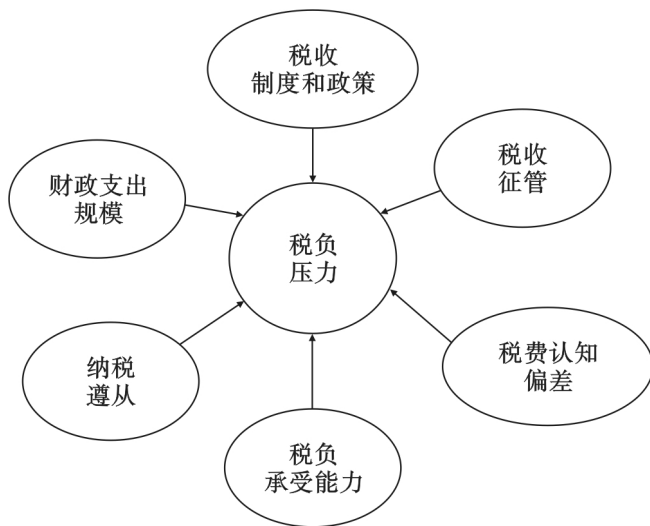 税收
制度和政策
税收
征管
财政支出
规模
税负
压力
税费认知
偏差
纳税
遵从
税负
承受能力